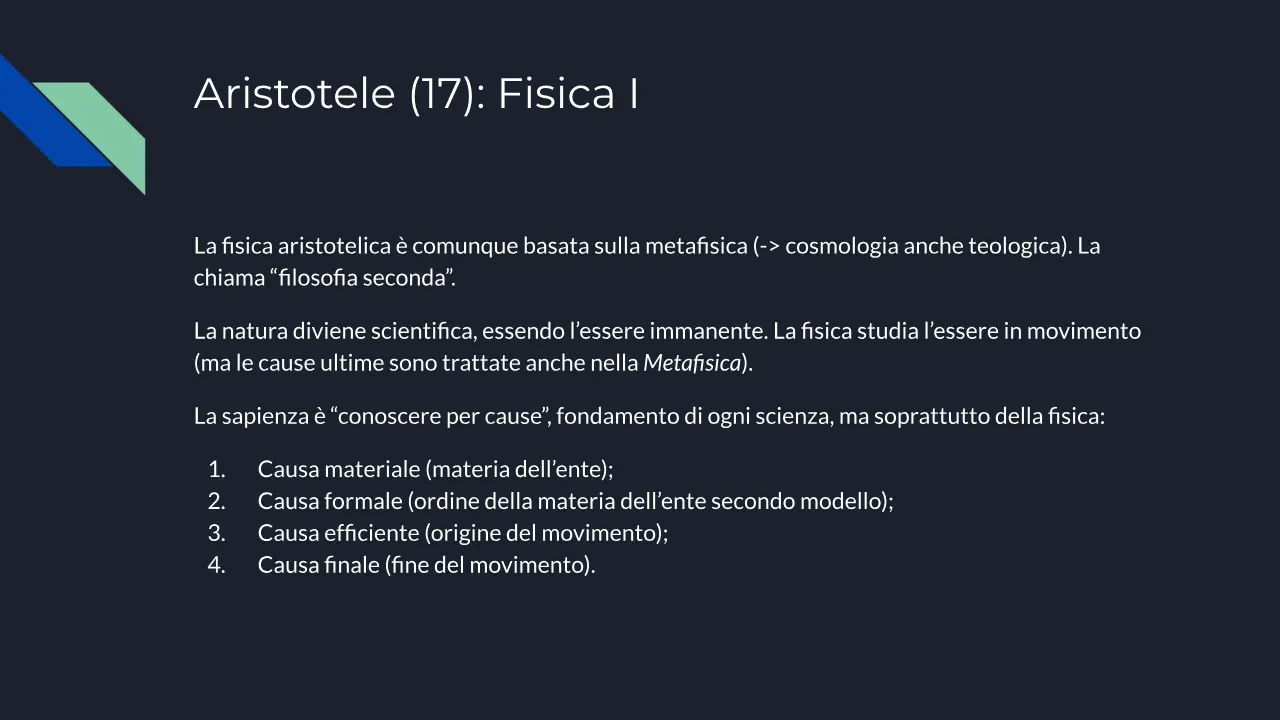 Aristotele (17): Fisica I
La fisica aristotelica è comunque basata sulla metafisica (-> cosmologia anche teologica). La
chiama “filosofia seconda”.
La natura diviene scientifica, essendo l’essere immanente. La fisica studia l’essere in movimento
(ma le cause ultime sono trattate anche nella Metafisica).
La sapienza è “conoscere per cause”, fondamento di ogni scienza, ma soprattutto della fisica:
1. Causa materiale (materia dell’ente);
2. Causa formale (ordine della materia dell’ente secondo modello);
3. Causa efficiente (origine del movimento);
4. Causa finale (fine del movimento).